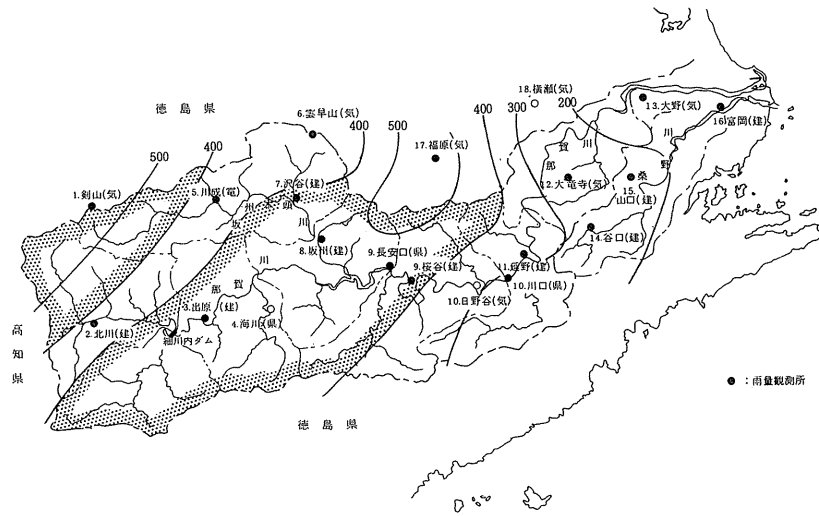 18.横瀬(気)
徳島県
6.雲早山(気)
400
400
300
200
13.大野(気)
16.富岡(建)
500
17.福原(気)
那賀川
桑野川
500
400
1.剣山(気)
5.川成(電)
7.沢谷(建)
12.大竜寺(気)
15.山口(建)
坂州木頭川
8.坂州(建)
14.谷口(建)
9.長安口(県)
11.追野(建)
那賀川
9.桜谷(建)
10.川口(県)
10.日野谷(気)
3.出原(建)
4.海川(県)
2.北川(建)
細川内ダム
高知県
●:雨量観測所
徳島県